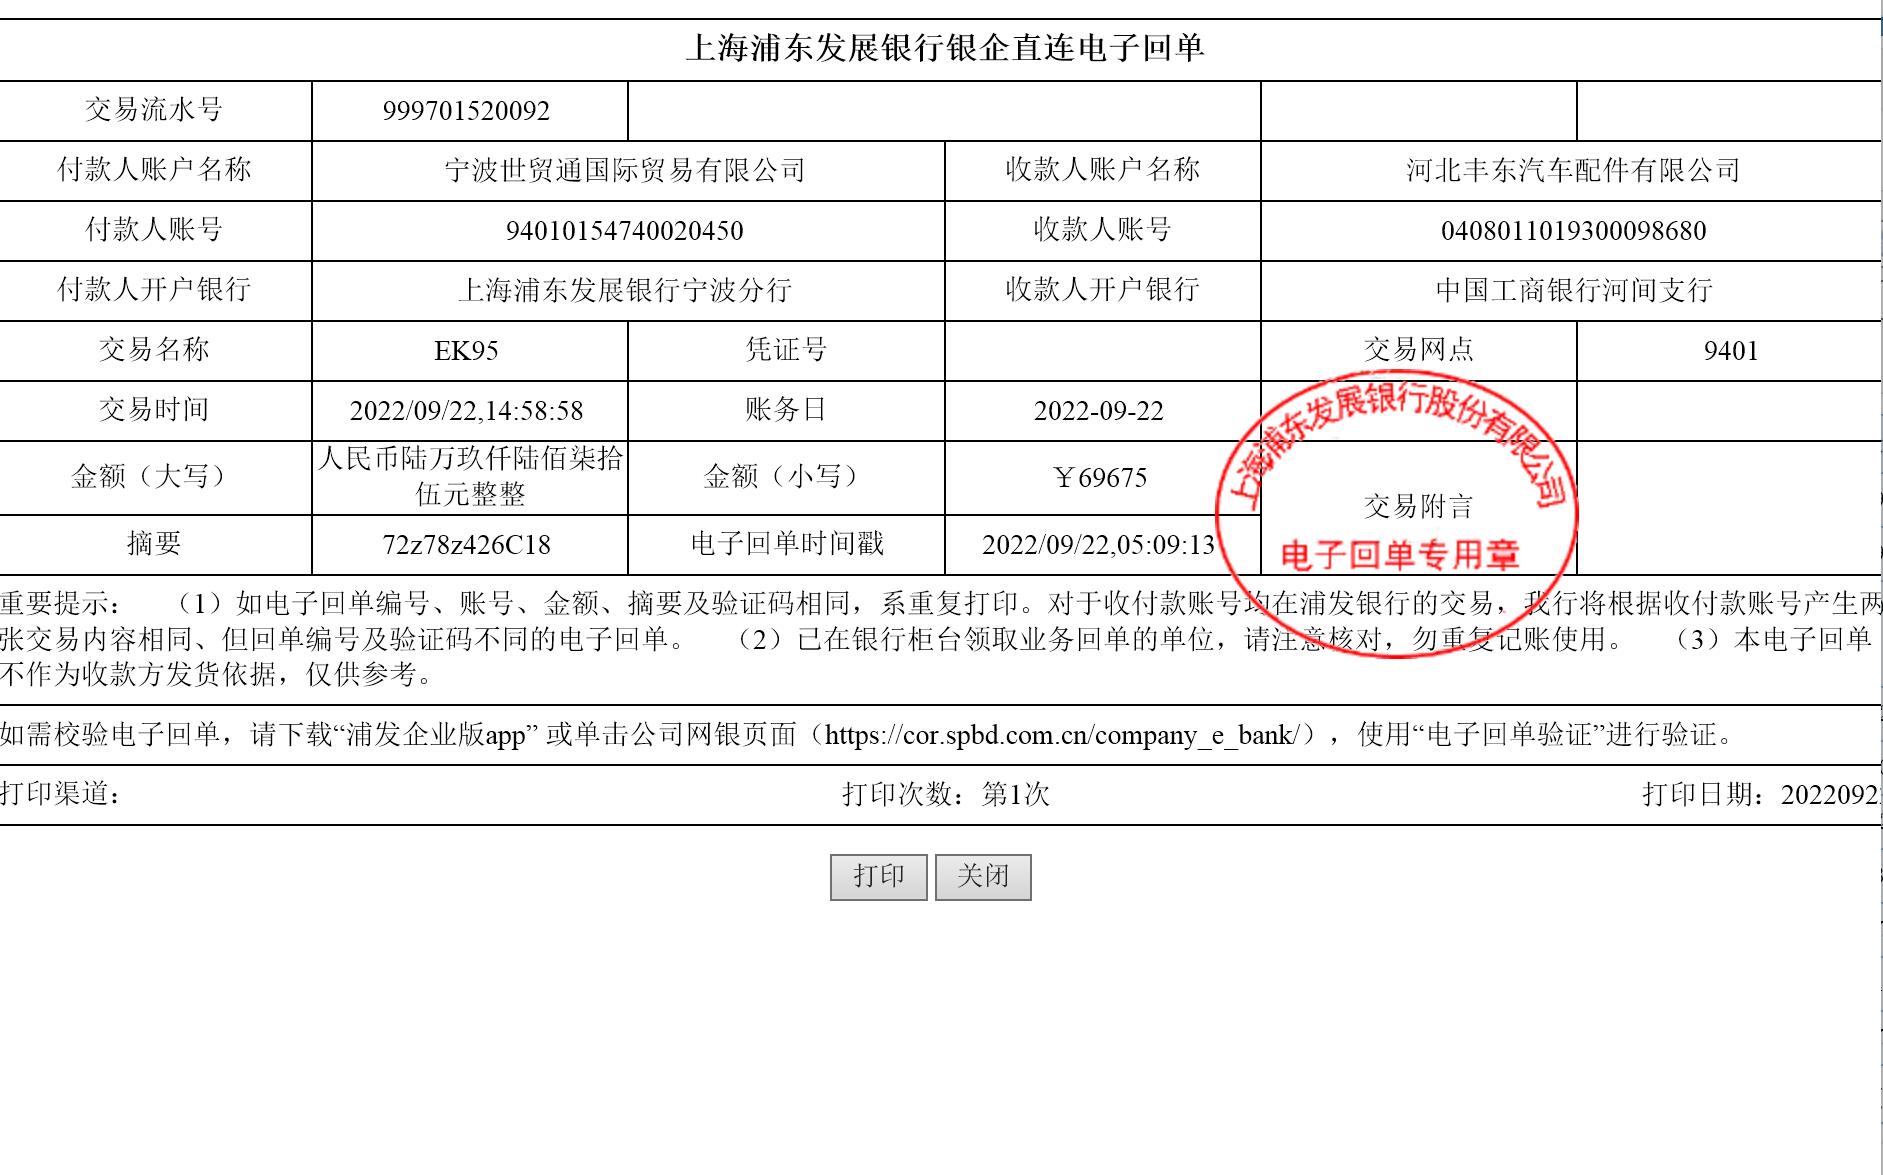 上海浦东发展银行银企直连电子回单
交易流水号 999701520092
付款人账户名称 宁波世贸通国际贸易有限公司 收款人账户名称 河北丰东汽车配件有限公司
付款人账号 94010154740020450 收款人账号 0408011019300098680
付款人开户银行 上海浦东发展银行宁波分行 收款人开户银行 中国工商银行河间支行
交易名称 EK95 凭证号 交易网点 9401
交易时间 2022/09/22,14:58:58 账务日 2022-09-22
上海浦东发展银行股份有限公司
金额（大写） 人民币陆万玖仟陆佰柒拾
伍元整整 金额（小写） ￥69675
交易附言
摘要 72z78z426C18 电子回单时间戳 2022/09/22,05:09:13
电子回单专用章
重要提示： （1）如电子回单编号、账号、金额、摘要及验证码相同，系重复打印。对于收付款账号均在浦发银行的交易，我行将根据收付款账号产生两
张交易内容相同、但回单编号及验证码不同的电子回单。 （2）已在银行柜台领取业务回单的单位，请注意核对，勿重复记账使用。 （3）本电子回单
不作为收款方发货依据，仅供参考。
如需校验电子回单，请下载“浦发企业版app” 或单击公司网银页面（https://cor.spbd.com.cn/company_e_bank/），使用“电子回单验证”进行验证。
打印渠道： 打印次数：第1次 打印日期：2022092
打印 关闭